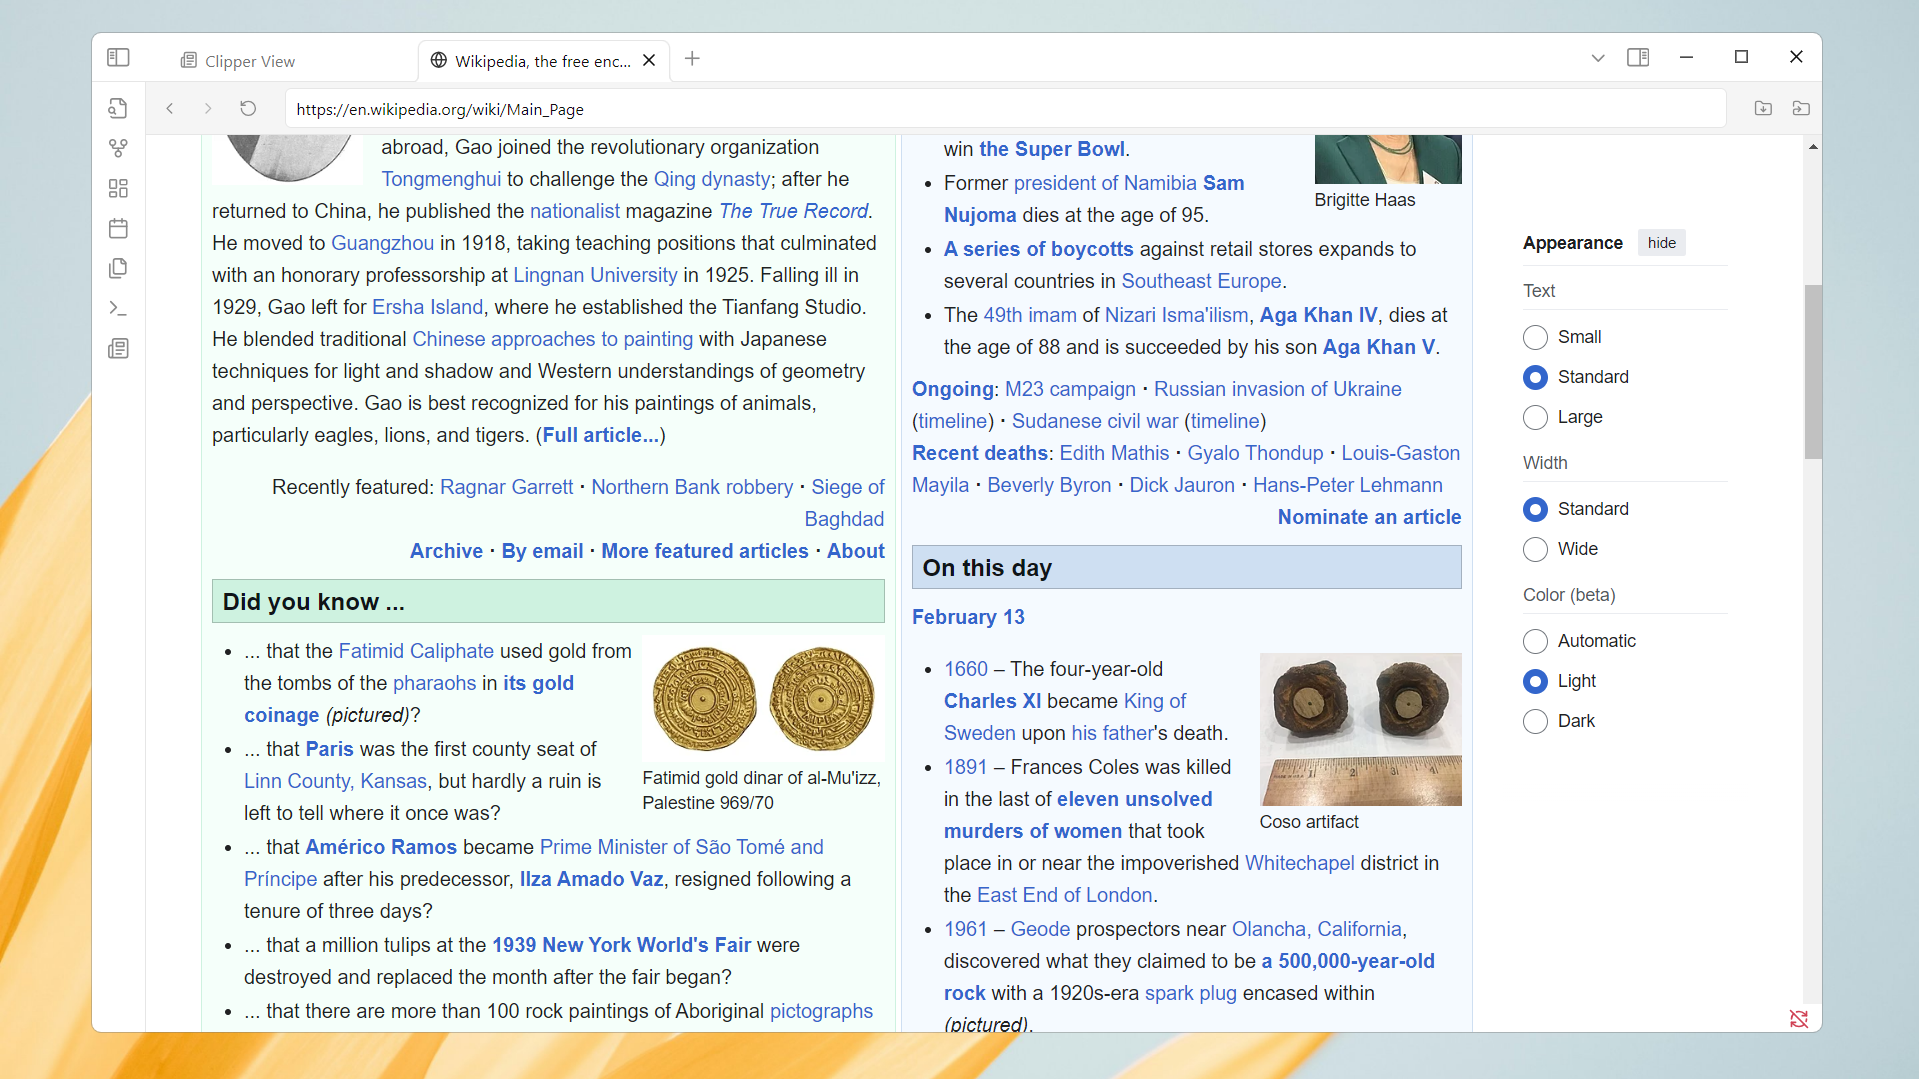 Clipper View
Wikipedia, the free enc...
https://en.wikipedia.org/wiki/Main_Page
abroad, Gao joined the revolutionary organization
Tongmenghui to challenge the Qing dynasty; after he
returned to China, he published the nationalist magazine The True Record.
He moved to Guangzhou in 1918, taking teaching positions that culminated
with an honorary professorship at Lingnan University in 1925. Falling ill in
1929, Gao left for Ersha Island, where he established the Tianfang Studio.
He blended traditional Chinese approaches to painting with Japanese
techniques for light and shadow and Western understandings of geometry
and perspective. Gao is best recognized for his paintings of animals,
particularly eagles, lions, and tigers. (Full article...)
Recently featured: Ragnar Garrett · Northern Bank robbery · Siege of
Baghdad
Archive · By email · More featured articles · About
Did you know ...
... that the Fatimid Caliphate used gold from
the tombs of the pharaohs in its gold
coinage (pictured)?
Fatimid gold dinar of al-Mu'izz,
Palestine 969/70
... that Paris was the first county seat of
Linn County, Kansas, but hardly a ruin is
left to tell where it once was?
... that Américo Ramos became Prime Minister of São Tomé and
Príncipe after his predecessor, Ilza Amado Vaz, resigned following a
tenure of three days?
... that a million tulips at the 1939 New York World's Fair were
destroyed and replaced the month after the fair began?
... that there are more than 100 rock paintings of Aboriginal pictographs
win the Super Bowl.
Former president of Namibia Sam
Nujoma dies at the age of 95.
Brigitte Haas
A series of boycotts against retail stores expands to
several countries in Southeast Europe.
The 49th imam of Nizari Isma'ilism, Aga Khan IV, dies at
the age of 88 and is succeeded by his son Aga Khan V.
Ongoing: M23 campaign · Russian invasion of Ukraine
(timeline) · Sudanese civil war (timeline)
Recent deaths: Edith Mathis · Gyalo Thondup · Louis-Gaston
Mayila · Beverly Byron · Dick Jauron · Hans-Peter Lehmann
Nominate an article
On this day
February 13
1660 – The four-year-old
Charles XI became King of
Sweden upon his father's death.
1891 – Frances Coles was killed
in the last of eleven unsolved
murders of women that took
place in or near the impoverished Whitechapel district in
the East End of London.
Coso artifact
1961 – Geode prospectors near Olancha, California,
discovered what they claimed to be a 500,000-year-old
rock with a 1920s-era spark plug encased within
(pictured).
Appearance hide
Text
Small
Standard
Large
Width
Standard
Wide
Color (beta)
Automatic
Light
Dark